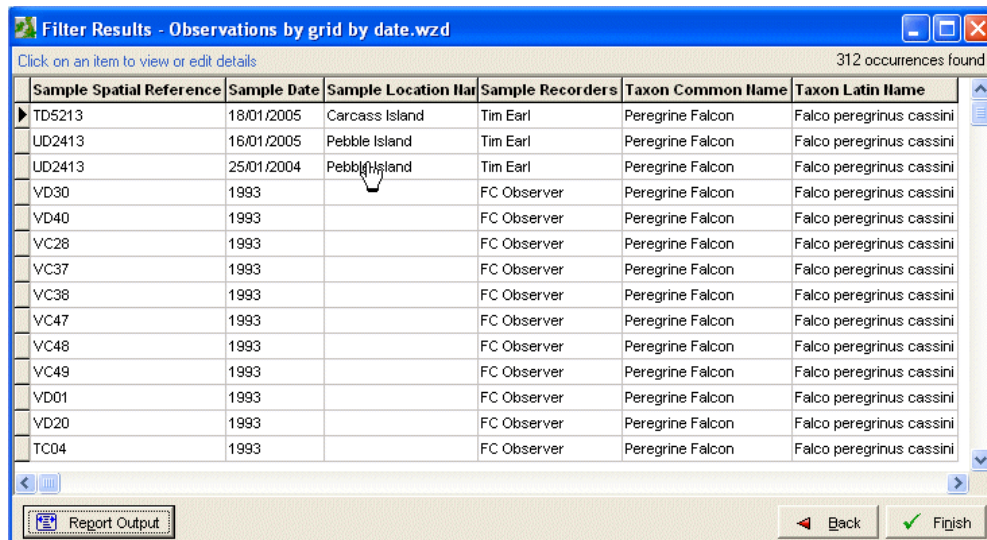 Filter Results - Observations by grid by date.wzd
Click on an item to view or edit details 312 occurrences found
Sample Spatial Reference Sample Date Sample Location Nar Sample Recorders Taxon Common Name Taxon Latin Name
TD5213 18/01/2005 Carcass Island Tim Earl Peregrine Falcon Falco peregrinus cassini
UD2413 16/01/2005 Pebble Island Tim Earl Peregrine Falcon Falco peregrinus cassini
UD2413 25/01/2004 Pebble Island Tim Earl Peregrine Falcon Falco peregrinus cassini
VD30 1993 FC Observer Peregrine Falcon Falco peregrinus cassini
VD40 1993 FC Observer Peregrine Falcon Falco peregrinus cassini
VC28 1993 FC Observer Peregrine Falcon Falco peregrinus cassini
VC37 1993 FC Observer Peregrine Falcon Falco peregrinus cassini
VC38 1993 FC Observer Peregrine Falcon Falco peregrinus cassini
VC47 1993 FC Observer Peregrine Falcon Falco peregrinus cassini
VC48 1993 FC Observer Peregrine Falcon Falco peregrinus cassini
VC49 1993 FC Observer Peregrine Falcon Falco peregrinus cassini
VD01 1993 FC Observer Peregrine Falcon Falco peregrinus cassini
VD20 1993 FC Observer Peregrine Falcon Falco peregrinus cassini
TC04 1993 FC Observer Peregrine Falcon Falco peregrinus cassini
Report Output Back Finish